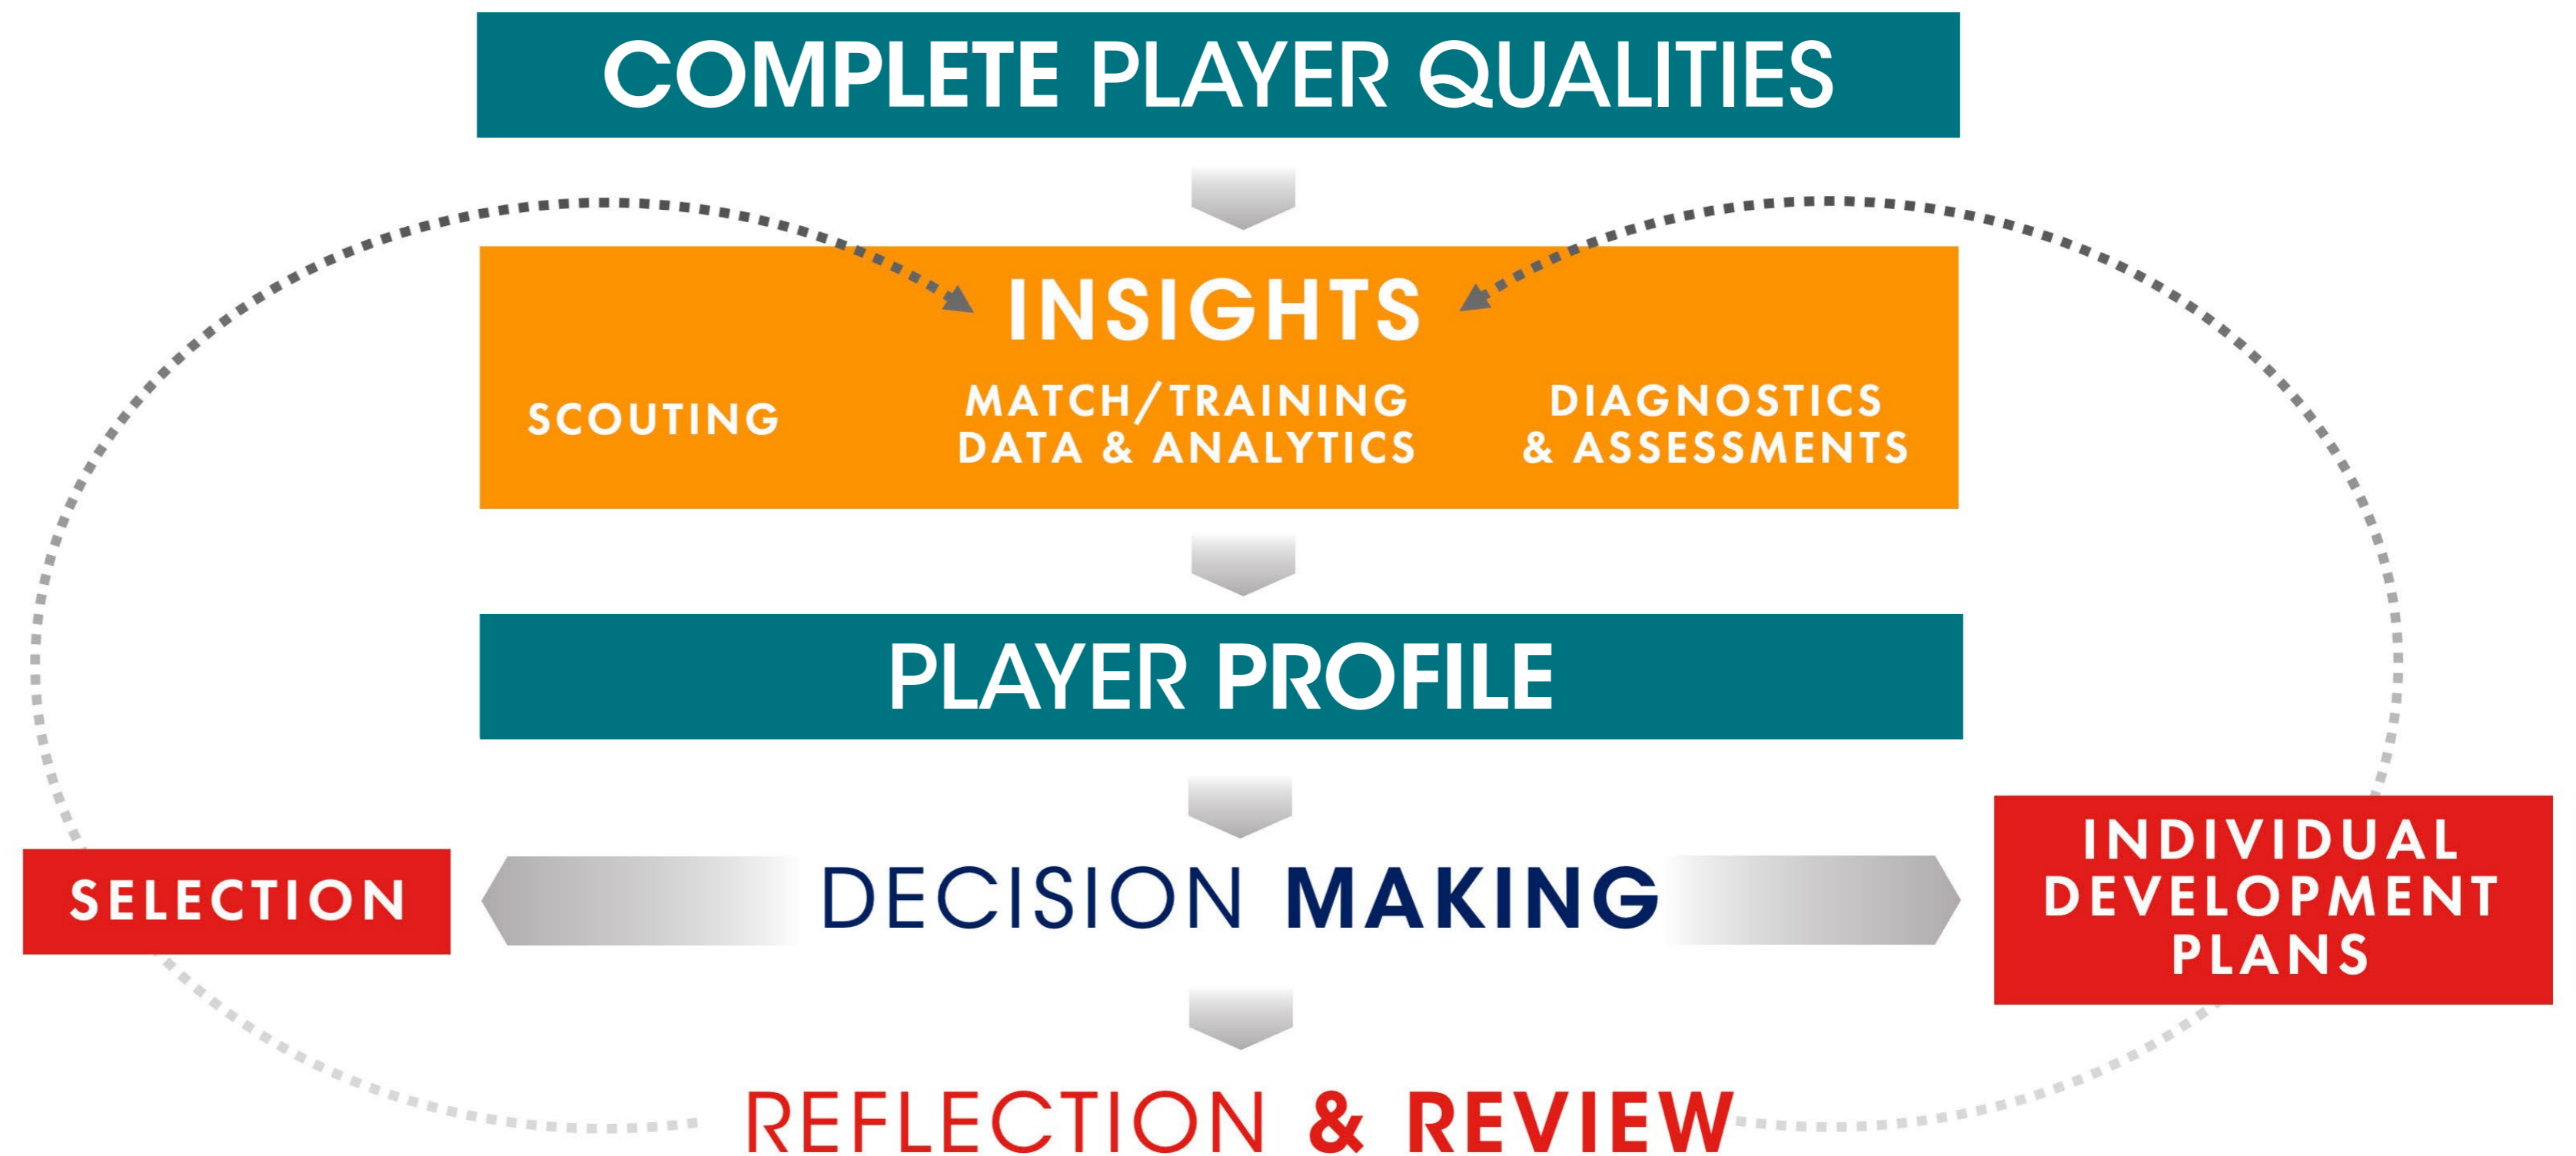 COMPLETE PLAYER QUALITIES
INSIGHTS
SCOUTING
MATCH/TRAINING
DATA & ANALYTICS
DIAGNOSTICS
& ASSESSMENTS
PLAYER PROFILE
SELECTION
DECISION MAKING
INDIVIDUAL
DEVELOPMENT
PLANS
REFLECTION & REVIEW